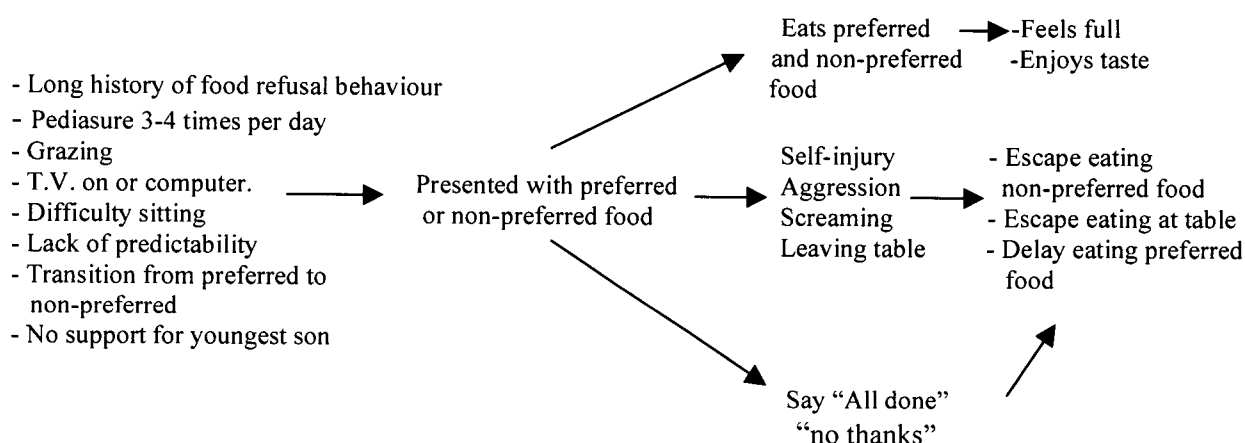 - Long history of food refusal behaviour
- Pediasure 3-4 times per day
- Grazing
- T.V. on or computer.
- Difficulty sitting
- Lack of predictability
- Transition from preferred to
non-preferred
- No support for youngest son
Presented with preferred
or non-preferred food
Eats preferred
and non-preferred
food
-Feels full
-Enjoys taste
Self-injury
Aggression
Screaming
Leaving table
- Escape eating
non-preferred food
- Escape eating at table
- Delay eating preferred
food
Say “All done”
“no thanks”